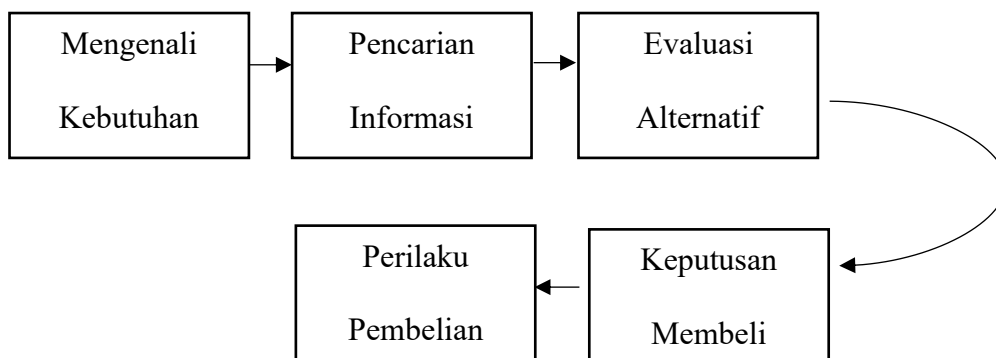 Mengenali
Kebutuhan
Pencarian
Informasi
Evaluasi
Alternatif
Keputusan
Membeli
Perilaku
Pembelian